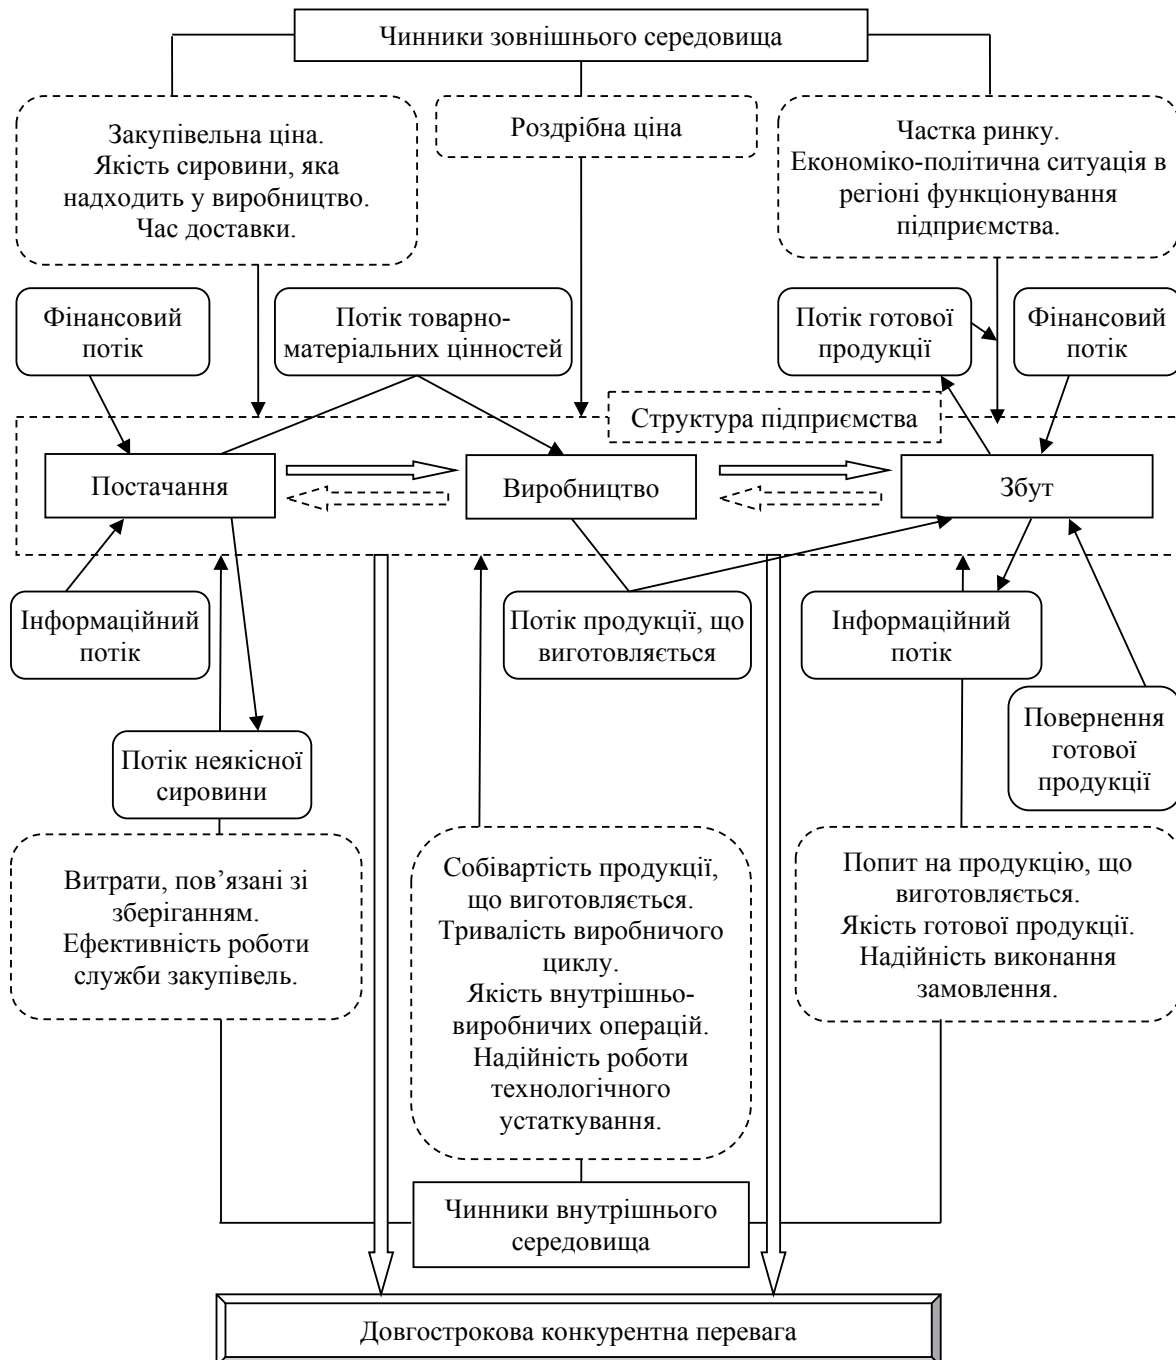 Чинники зовнішнього середовища
Закупівельна ціна.
Якість сировини, яка
надходить у виробництво.
Час доставки.
Роздрібна ціна
Частка ринку.
Економіко-політична ситуація в
регіоні функціонування
підприємства.
Фінансовий
потік
Потік товарно-
матеріальних цінностей
Потік готової
продукції
Фінансовий
потік
Структура підприємства
Постачання
Виробництво
Збут
Інформаційний
потік
Потік продукції, що
виготовляється
Інформаційний
потік
Потік неякісної
сировини
Повернення
готової
продукції
Витрати, пов’язані зі
зберіганням.
Ефективність роботи
служби закупівель.
Собівартість продукції,
що виготовляється.
Тривалість виробничого
циклу.
Якість внутрішньо-
виробничих операцій.
Надійність роботи
технологічного
устаткування.
Попит на продукцію, що
виготовляється.
Якість готової продукції.
Надійність виконання
замовлення.
Чинники внутрішнього
середовища
Довгострокова конкурентна перевага